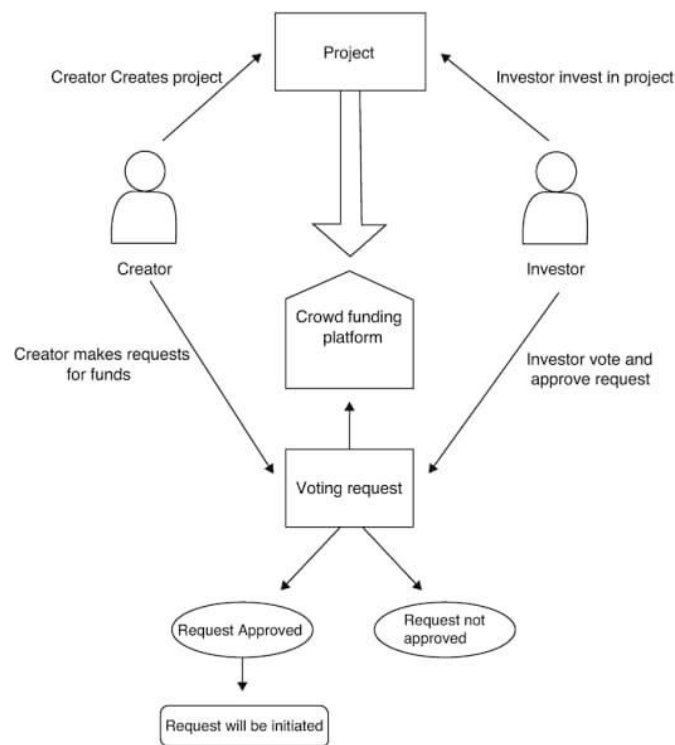 Project
Creator Creates project
Investor invest in project
Creator
Investor
Crowd funding
platform
Creator makes requests
for funds
Investor vote and
approve request
Voting request
Request Approved
Request not
approved
Request will be initiated